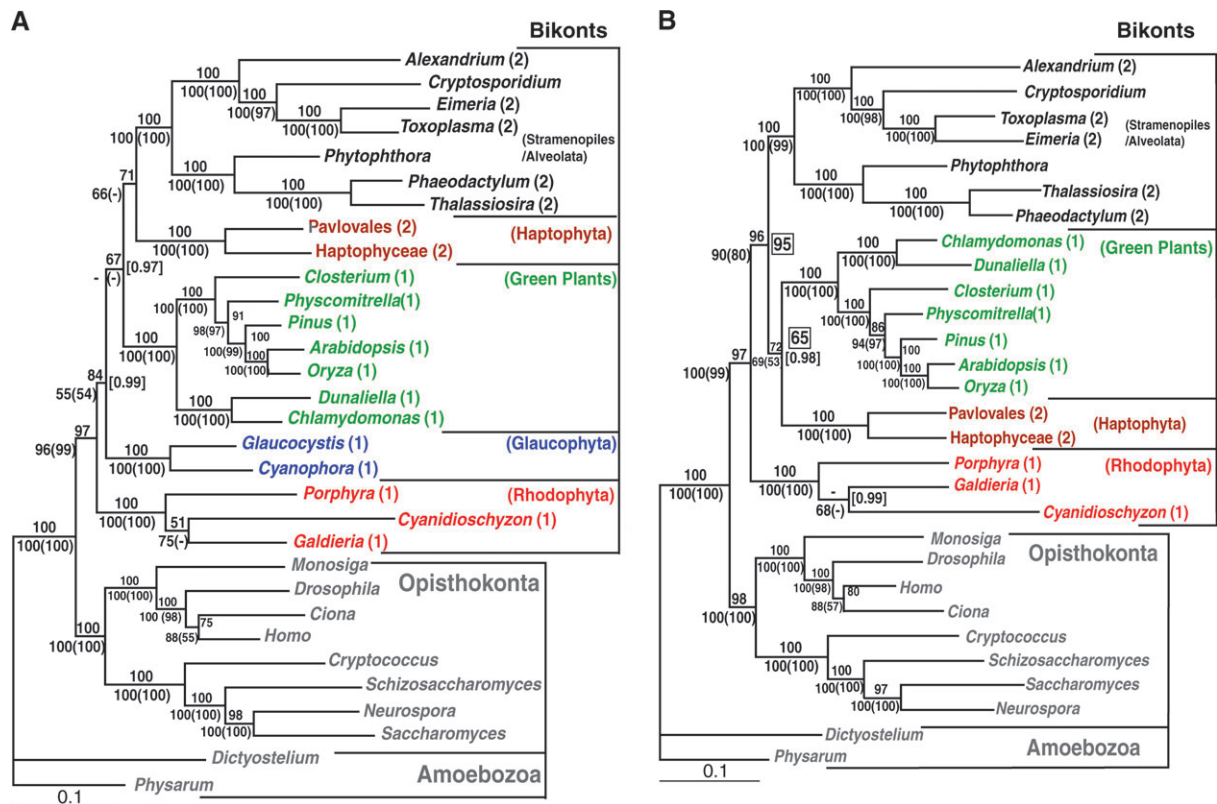 A
Bikonts
100
100(100)
100
100(100)
100
100(97)
100
100(100)
Alexandrium (2)
Cryptosporidium
Eimeria (2)
Toxoplasma (2)
(Stramenopiles
/Alveolata)
100
100(100)
100
100(100)
Phytophthora
Phaeodactylum (2)
Thalassiosira (2)
71
66(-)
100
100(100)
Pavlovales (2)
Haptophyceae (2)
(Haptophyta)
67
-
(-)
[0.97]
(Green Plants)
100
100(100)
100
100(100)
98(97)
91
100(99)
100
100
100(100)
Closterium (1)
Physcomitrella(1)
Pinus (1)
Arabidopsis (1)
Oryza (1)
100
100(100)
Dunaliella (1)
Chlamydomonas (1)
84
55(54)
[0.99]
100
100(100)
Glaucocystis (1)
Cyanophora (1)
(Glaucophyta)
97
96(99)
100
100(100)
51
75(-)
Porphyra (1)
Cyanidioschyzon (1)
Galdieria (1)
(Rhodophyta)
100
100(100)
Opisthokonta
100
100(100)
100
100 (98)
75
88(55)
Monosiga
Drosophila
Ciona
Homo
100
100(100)
100
100(100)
100
100(100)
98
100(100)
Cryptococcus
Schizosaccharomyces
Neurospora
Saccharomyces
Dictyostelium
Physarum
Amoebozoa
0.1
B
Bikonts
100
100(99)
100
100(100)
100
100(98)
100
100(100)
Alexandrium (2)
Cryptosporidium
Toxoplasma (2)
Eimeria (2)
(Stramenopiles
/Alveolata)
100
100(100)
100
100(100)
Phytophthora
Thalassiosira (2)
Phaeodactylum (2)
96
90(80)
95
100
100(100)
100
100(100)
Chlamydomonas (1)
Dunaliella (1)
(Green Plants)
100
100(100)
86
94(97)
100
100(100)
100
100(100)
Closterium (1)
Physcomitrella(1)
Pinus (1)
Arabidopsis (1)
Oryza (1)
65
72
69(53
[0.98]
97
100(99)
100
100(100)
Pavlovales (2)
Haptophyceae (2)
(Haptophyta)
100
100(100)
-
68(-)
[0.99]
Porphyra (1)
Galdieria (1)
Cyanidioschyzon (1)
(Rhodophyta)
100
100(100)
Opisthokonta
100
100(100)
100
100(98)
80
88(57)
Monosiga
Drosophila
Homo
Ciona
98
100(100)
100
100(100)
100
100(100)
97
100(100)
Cryptococcus
Schizosaccharomyces
Saccharomyces
Neurospora
Dictyostelium
Physarum
Amoebozoa
0.1